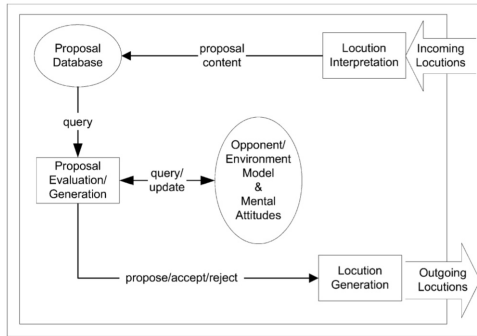 Proposal
Database
proposal
content
Locution
Interpretation
Incoming
Locutions
query
Proposal
Evaluation/
Generation
query/
update
Opponent/
Environment
Model
&
Mental
Attitudes
propose/accept/reject
Locution
Generation
Outgoing
Locutions